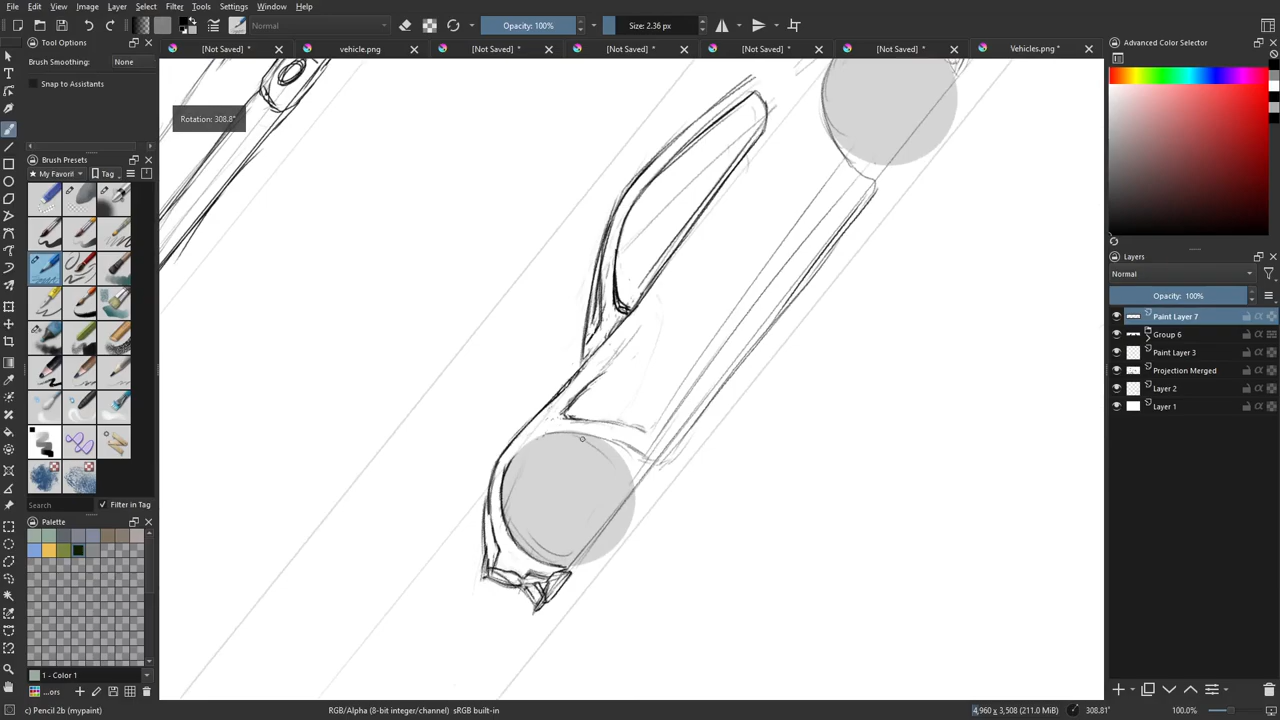 File Edit View Image Layer Select Filter Tools Settings Window Help
Normal Opacity: 100% Size: 2.36 px
Tool Options [Not Saved] * vehicle.png [Not Saved] * [Not Saved] * [Not Saved] * [Not Saved] * Vehicles.png * Advanced Color Selector
Brush Smoothing: None
Snap to Assistants
Rotation: 308.8°
Brush Presets
My Favorit Tag
Layers
Normal
Opacity: 100%
Paint Layer 7
Group 6
Paint Layer 3
Projection Merged
Layer 2
Layer 1
Search Filter in Tag
Palette
1 - Color 1
...ors
c) Pencil 2b (mypaint) RGB/Alpha (8-bit integer/channel) sRGB built-in 4,960 x 3,508 (211.0 MiB) 308.81° 100.0%